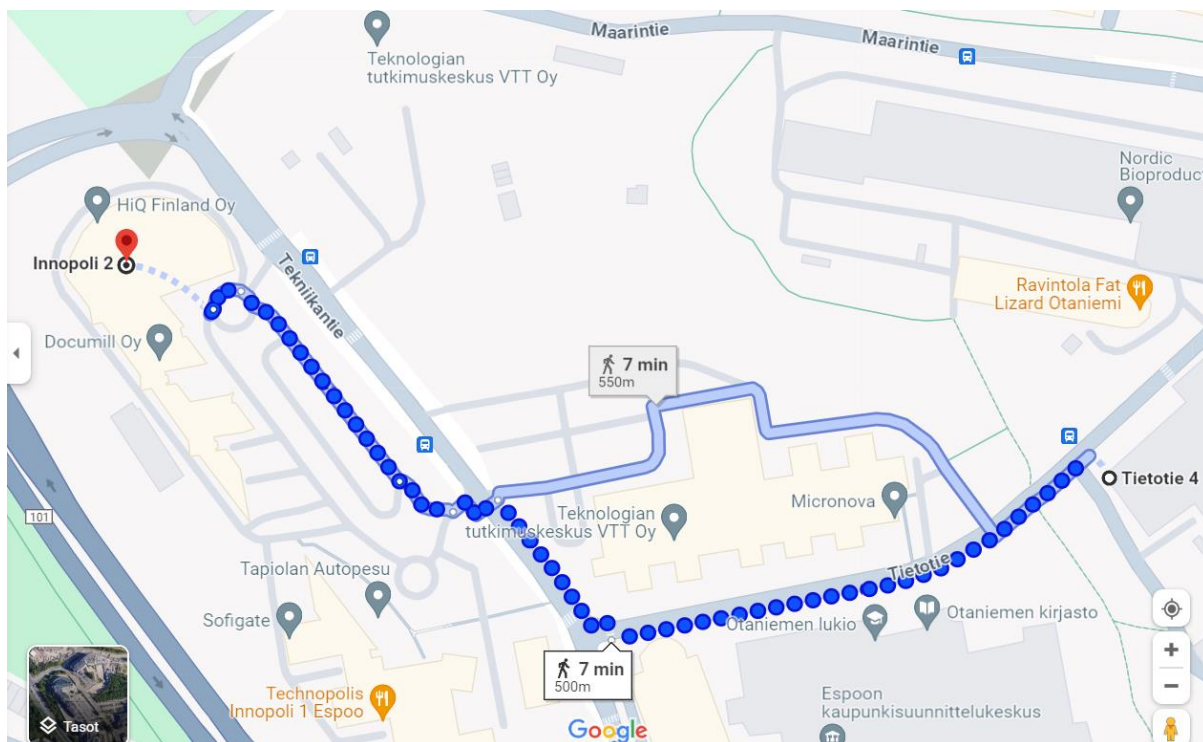 Maarintie
Maarintie
Teknologian
tutkimuskeskus VTT Oy
Nordic
Bioproduct
HiQ Finland Oy
Innopoli 2
Tekniikantie
Ravintola Fat
Lizard Otaniemi
Documill Oy
7 min
550m
Tietotie 4
101
Teknologian
tutkimuskeskus VTT Oy
Micronova
Tietotie
Tapiolan Autopesu
Sofigate
Otaniemen kirjasto
Otaniemen lukio
7 min
500m
Technopolis
Innopoli 1 Espoo
Espoon
kaupunkisuunnittelukeskus
Tasot
Google